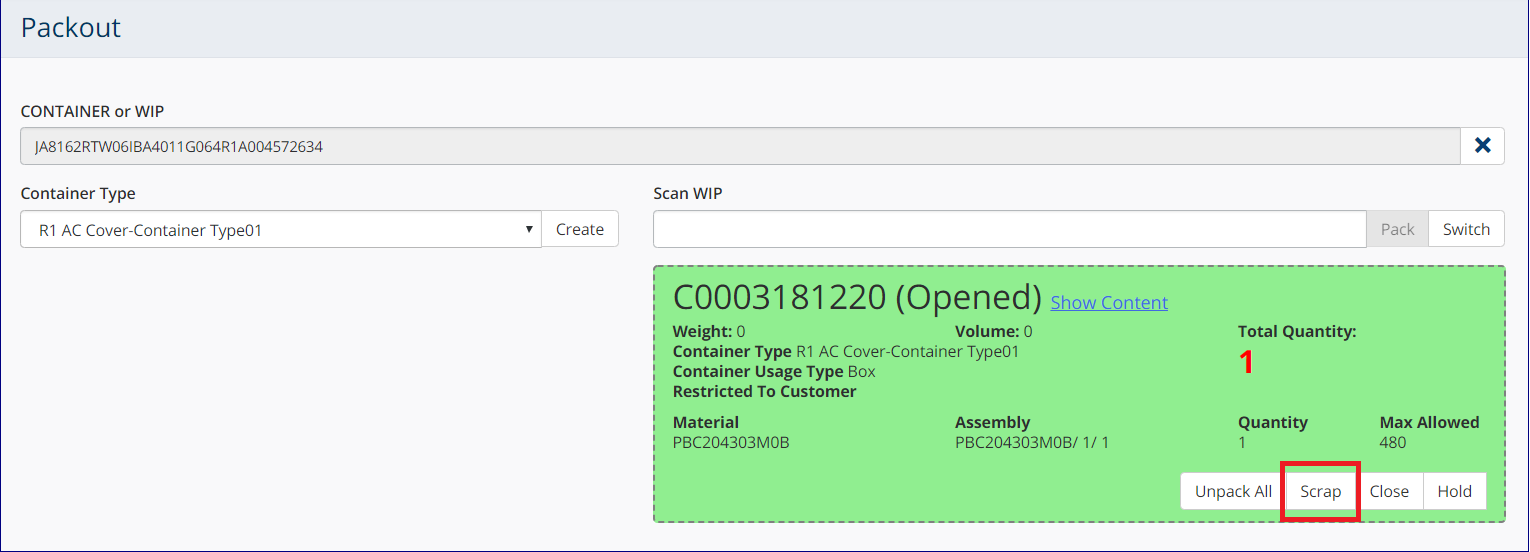 Packout
CONTAINER or WIP
JA8162RTW06IBA4011G064R1A004572634
Container Type
Scan WIP
R1 AC Cover-Container Type01
Create
Pack
Switch
C0003181220 (Opened) Show Content
Weight: 0
Volume: 0
Total Quantity:
1
Container Type R1 AC Cover-Container Type01
Container Usage Type Box
Restricted To Customer
Material
Assembly
Quantity
Max Allowed
PBC204303M0B
PBC204303M0B/ 1/ 1
1
480
Unpack All
Scrap
Close
Hold